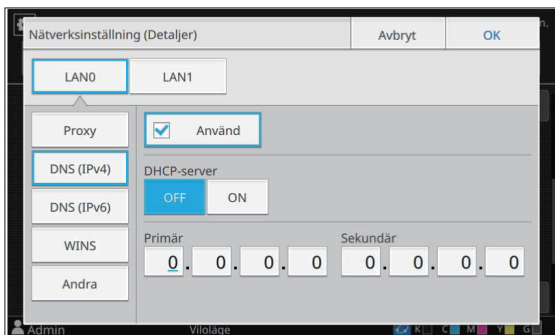 Nätverksinställning (Detaljer) Avbryt OK
LAN0 LAN1
Proxy
Använd
DNS (IPv4)
DHCP-server
OFF ON
DNS (IPv6)
WINS
Primär Sekundär
0. 0. 0. 0 0. 0. 0. 0
Andra
Admin Viloläge K C M Y G